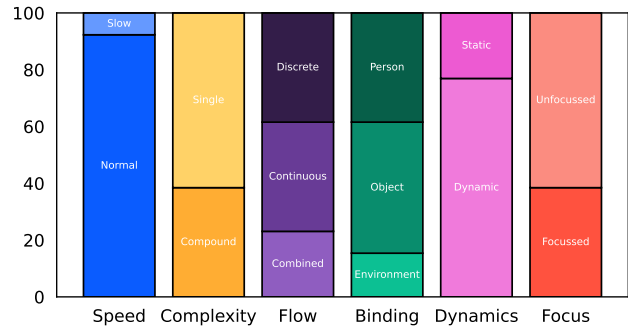 100
80
60
40
20
0
Slow
Normal
Single
Compound
Discrete
Continuous
Combined
Person
Object
Environment
Static
Dynamic
Unfocussed
Focussed
Speed Complexity Flow Binding Dynamics Focus